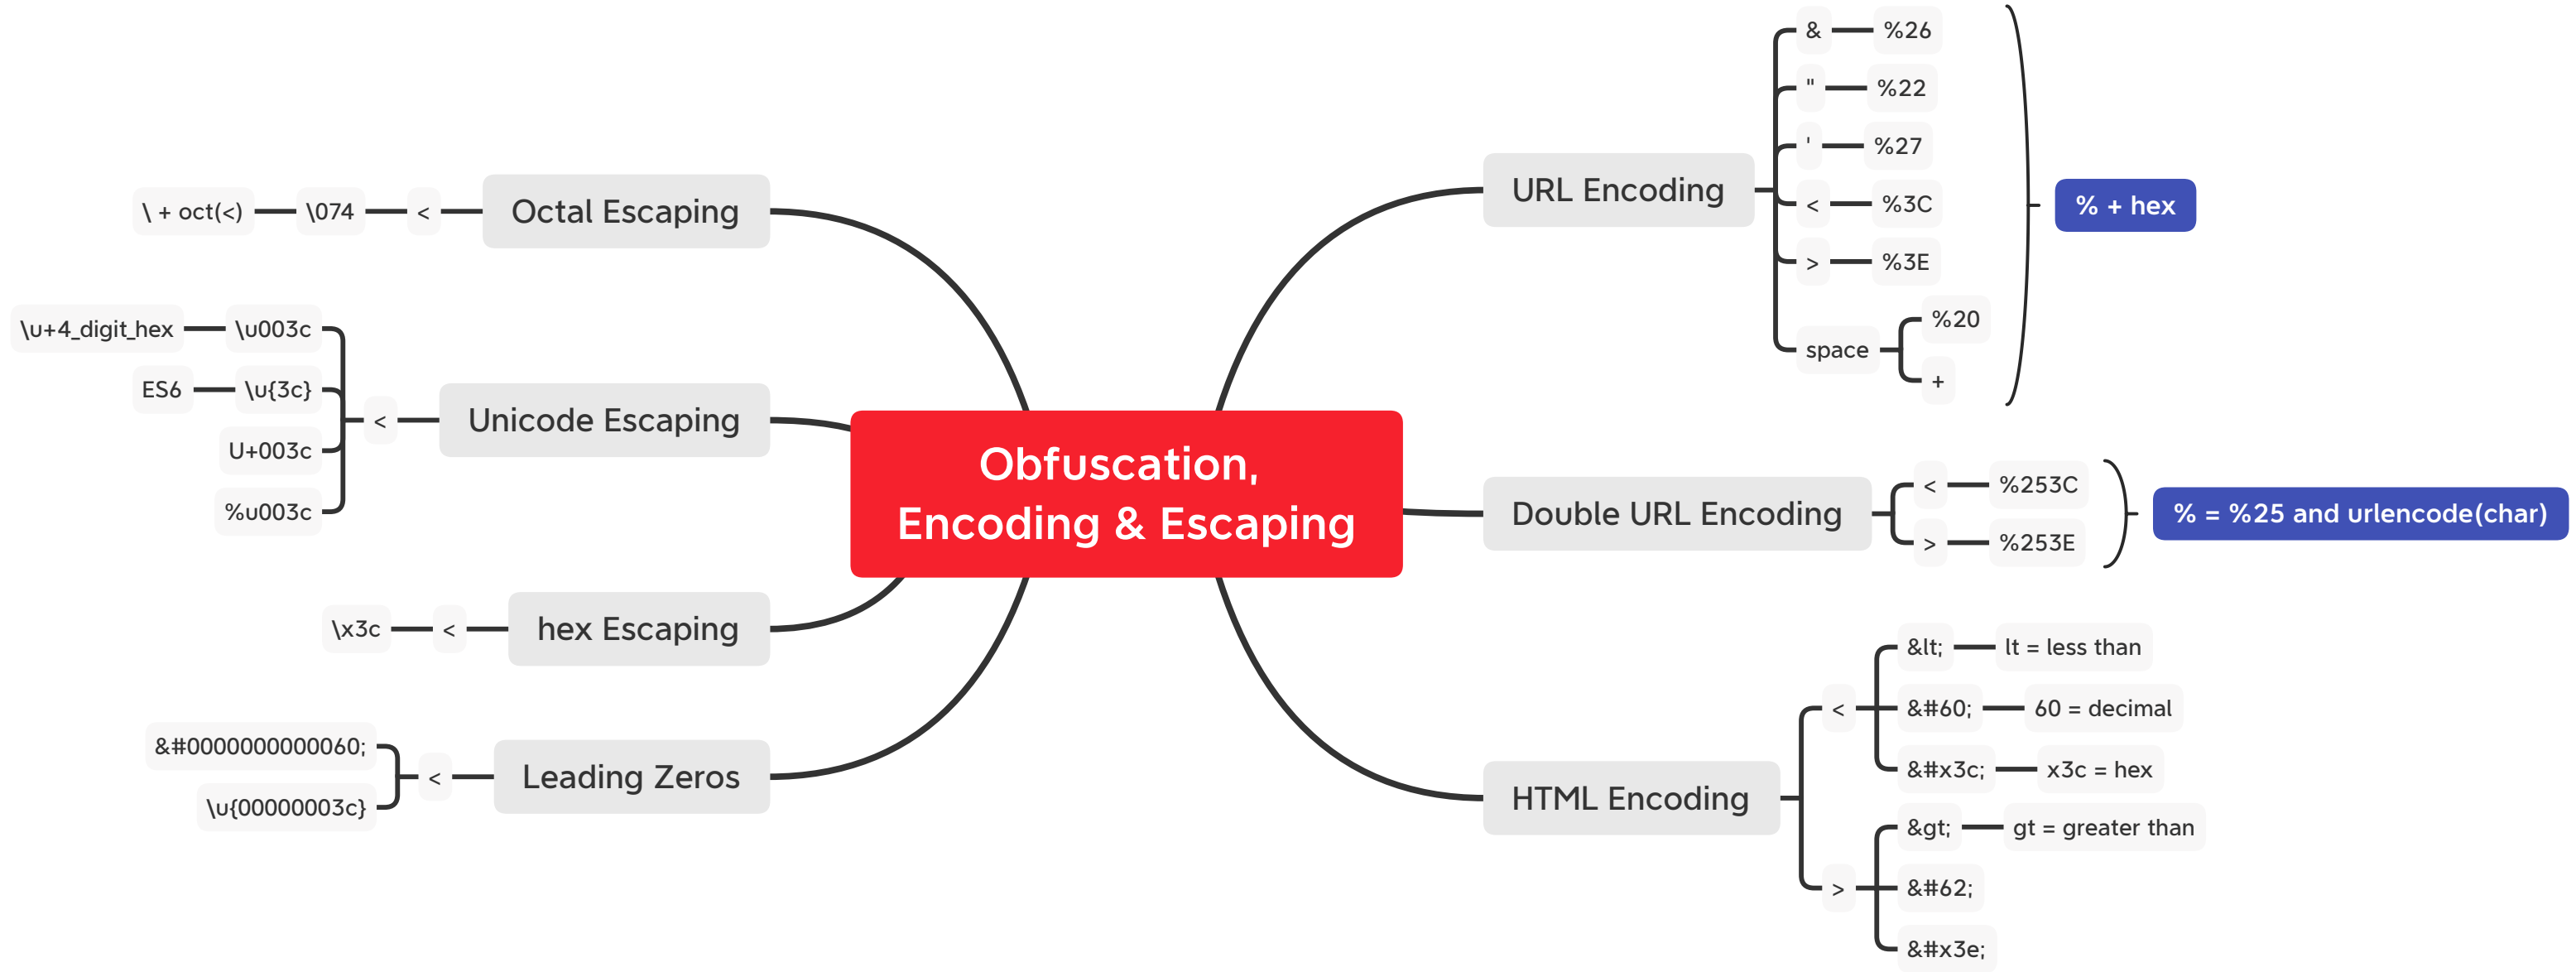 Obfuscation,
Encoding & Escaping
URL Encoding
&
%26
"
%22
'
%27
<
%3C
>
%3E
space
%20
+
% + hex
Double URL Encoding
<
%253C
>
%253E
% = %25 and urlencode(char)
HTML Encoding
<
&lt;
lt = less than
&#60;
60 = decimal
&#x3c;
x3c = hex
>
&gt;
gt = greater than
&#62;
&#x3e;
Octal Escaping
<
\074
\ + oct(<)
Unicode Escaping
<
\u003c
\u+4_digit_hex
\u{3c}
ES6
U+003c
%u003c
hex Escaping
<
\x3c
Leading Zeros
<
&#0000000000060;
\u{00000003c}